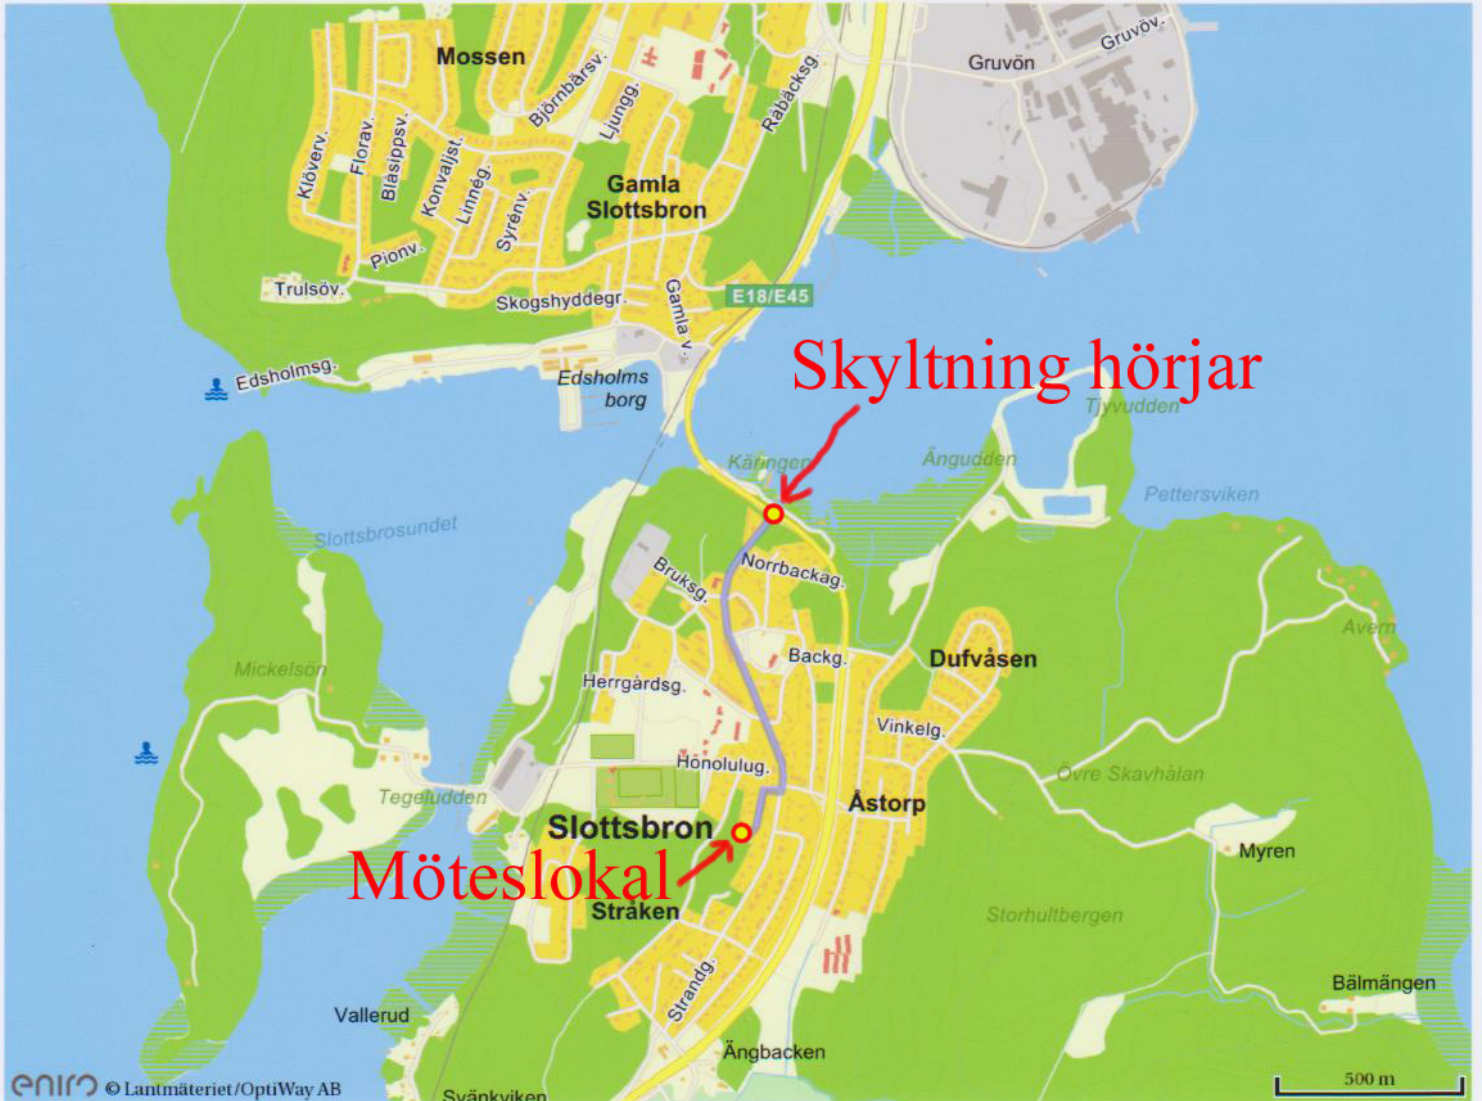 Mossen
Gruvön
Gruvöv.
Björnbärsv.
Ljungg.
Råbäcksg.
Klöverv.
Florav.
Blåsippsv.
Konvaljst.
Linnég.
Syrénv.
Gamla
Slottsbron
Pionv.
Trulsöv.
Skogshyddegr.
Gamla v.
E18/E45
Edsholmsg.
Edsholms
borg
Skyltning hörjar
Tjyvudden
Käringen
Ängudden
Pettersviken
Slottsbrosundet
Bruksg.
Norrbackag.
Mickelsön
Herrgårdsg.
Backg.
Dufvåsen
Avern
Vinkelg.
Honolulug.
Övre Skavhålan
Tegeludden
Åstorp
Slottsbron
Möteslokal
Myren
Stråken
Storhultbergen
Strandg.
Bälmängen
Vallerud
Ängbacken
Svänkviken
eniro © Lantmäteriet/OptiWay AB
500 m